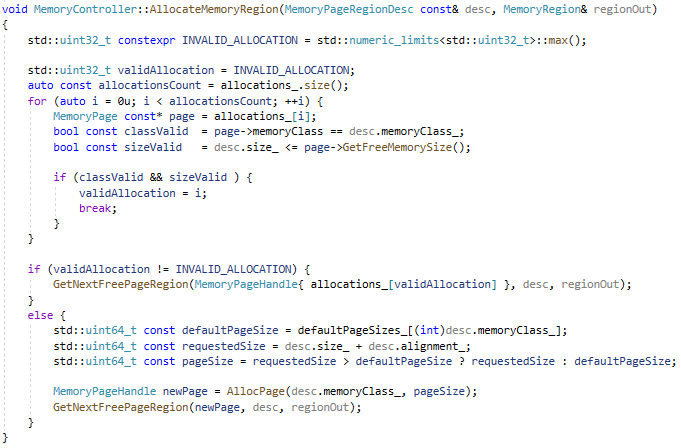 void MemoryController::AllocateMemoryRegion(MemoryPageRegionDesc const& desc, MemoryRegion& regionOut)
{
    std::uint32_t constexpr INVALID_ALLOCATION = std::numeric_limits<std::uint32_t>::max();

    std::uint32_t validAllocation = INVALID_ALLOCATION;
    auto const allocationsCount = allocations_.size();
    for (auto i = 0u; i < allocationsCount; ++i) {
        MemoryPage const* page = allocations_[i];
        bool const classValid  = page->memoryClass == desc.memoryClass_;
        bool const sizeValid   = desc.size_ <= page->GetFreeMemorySize();

        if (classValid && sizeValid ) {
            validAllocation = i;
            break;
        }
    }

    if (validAllocation != INVALID_ALLOCATION) {
        GetNextFreePageRegion(MemoryPageHandle{ allocations_[validAllocation] }, desc, regionOut);
    }
    else {
        std::uint64_t const defaultPageSize = defaultPageSizes_[(int)desc.memoryClass_];
        std::uint64_t const requestedSize = desc.size_ + desc.alignment_;
        std::uint64_t const pageSize = requestedSize > defaultPageSize ? requestedSize : defaultPageSize;

        MemoryPageHandle newPage = AllocPage(desc.memoryClass_, pageSize);
        GetNextFreePageRegion(newPage, desc, regionOut);
    }
}